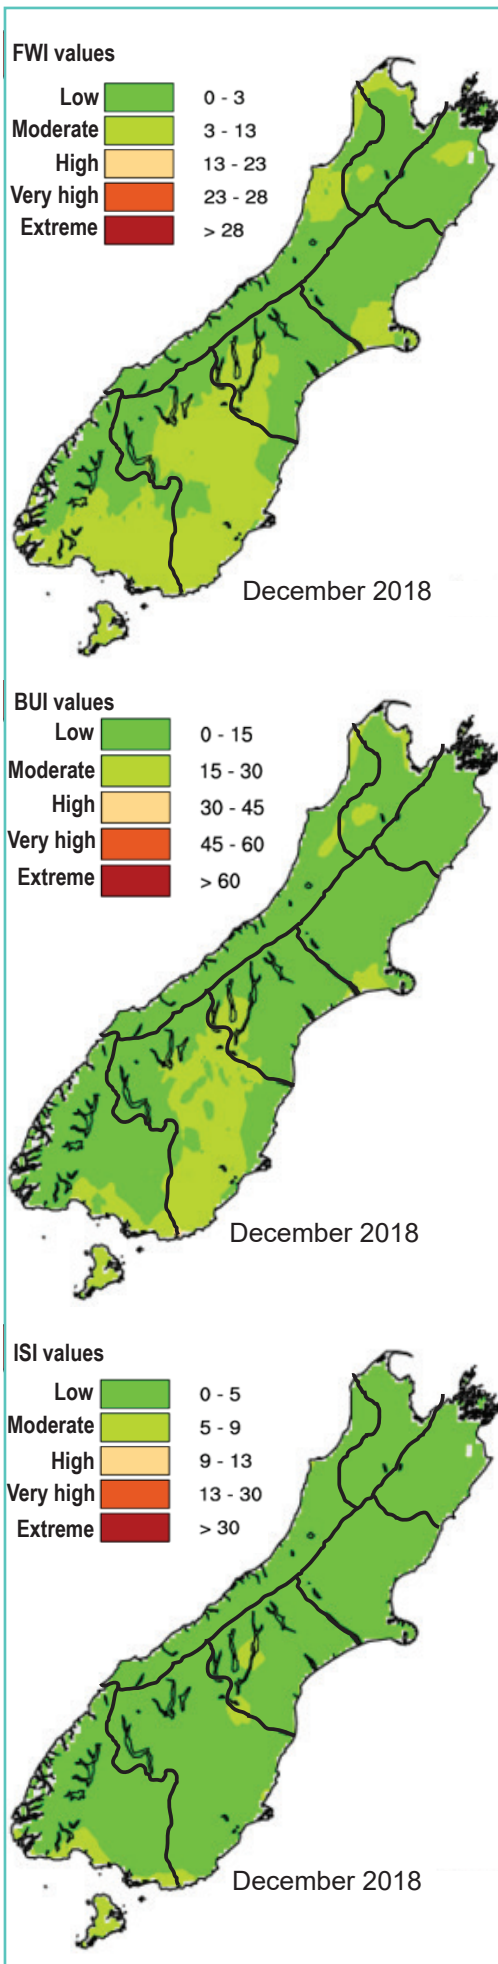 FWI values
Low 0 - 3
Moderate 3 - 13
High 13 - 23
Very high 23 - 28
Extreme > 28
December 2018
BUI values
Low 0 - 15
Moderate 15 - 30
High 30 - 45
Very high 45 - 60
Extreme > 60
December 2018
ISI values
Low 0 - 5
Moderate 5 - 9
High 9 - 13
Very high 13 - 30
Extreme > 30
December 2018